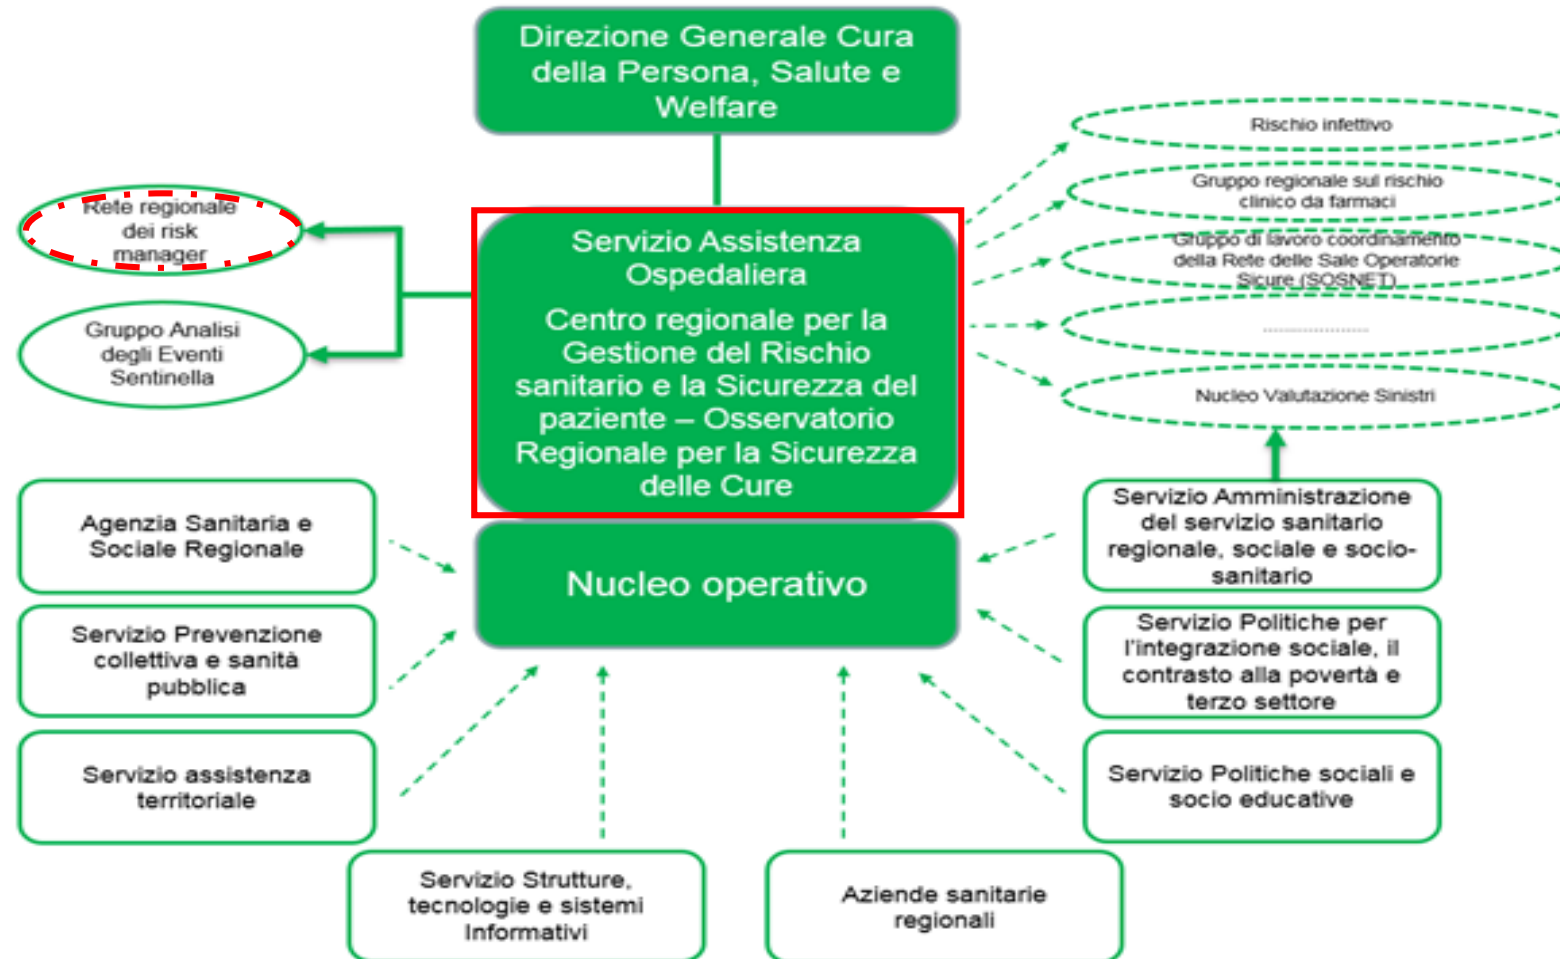 Direzione Generale Cura
della Persona, Salute e
Welfare
Rischio infettivo
Gruppo regionale sul rischio
clinico da farmaci
Gruppo di lavoro coordinamento
della Rete delle Sale Operatorie
Sicure (SOSNET)
....................
Nucleo Valutazione Sinistri
Rete regionale
dei risk
manager
Gruppo Analisi
degli Eventi
Sentinella
Servizio Assistenza
Ospedaliera
Centro regionale per la
Gestione del Rischio
sanitario e la Sicurezza del
paziente – Osservatorio
Regionale per la Sicurezza
delle Cure
Nucleo operativo
Agenzia Sanitaria e
Sociale Regionale
Servizio Prevenzione
collettiva e sanità
pubblica
Servizio assistenza
territoriale
Servizio Strutture,
tecnologie e sistemi
Informativi
Aziende sanitarie
regionali
Servizio Amministrazione
del servizio sanitario
regionale, sociale e socio-
sanitario
Servizio Politiche per
l'integrazione sociale, il
contrasto alla povertà e
terzo settore
Servizio Politiche sociali e
socio educative